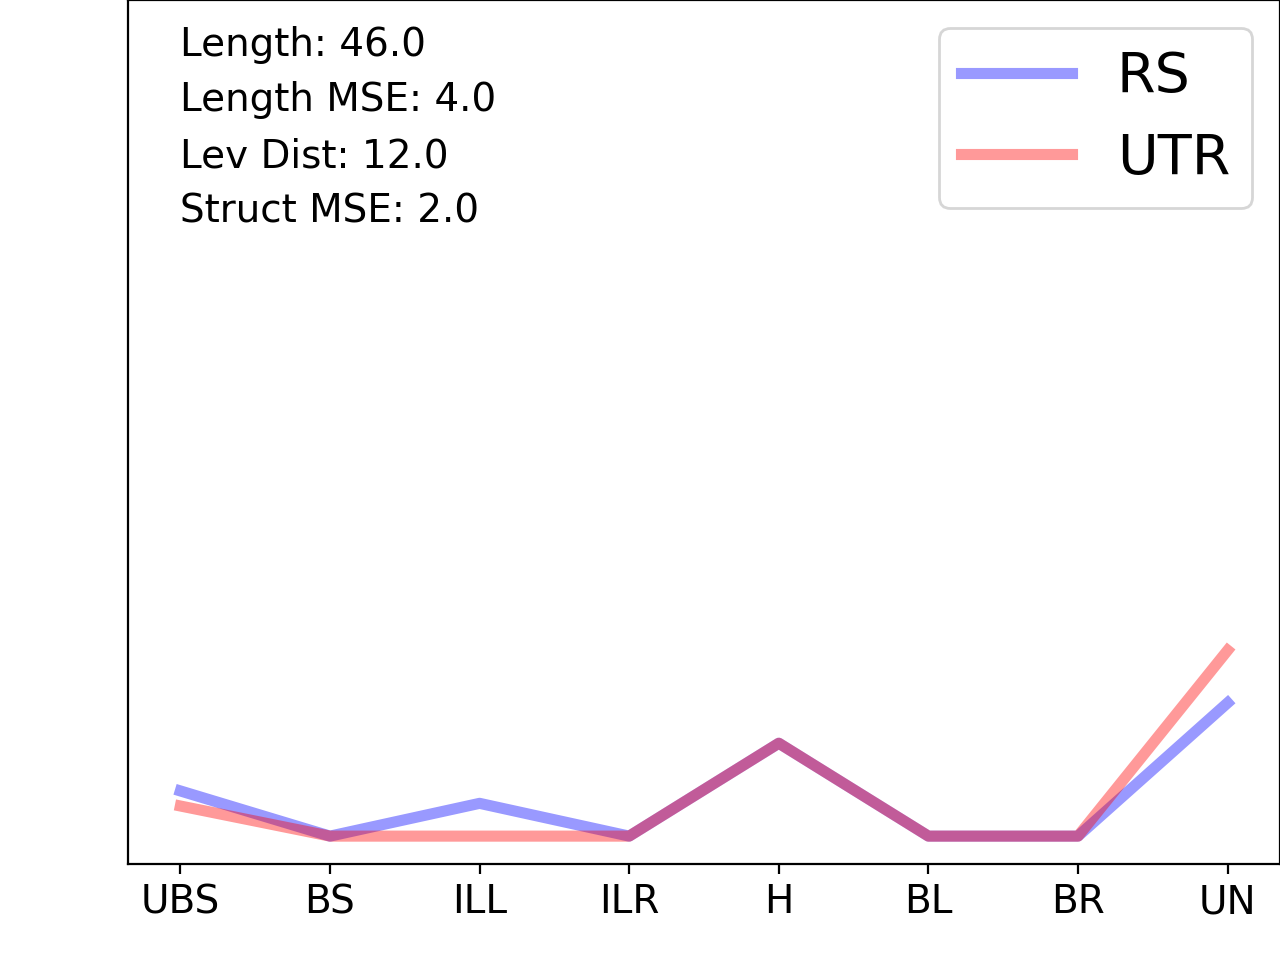 Length: 46.0
Length MSE: 4.0
Lev Dist: 12.0
Struct MSE: 2.0
RS
UTR
UBS BS ILL ILR H BL BR UN